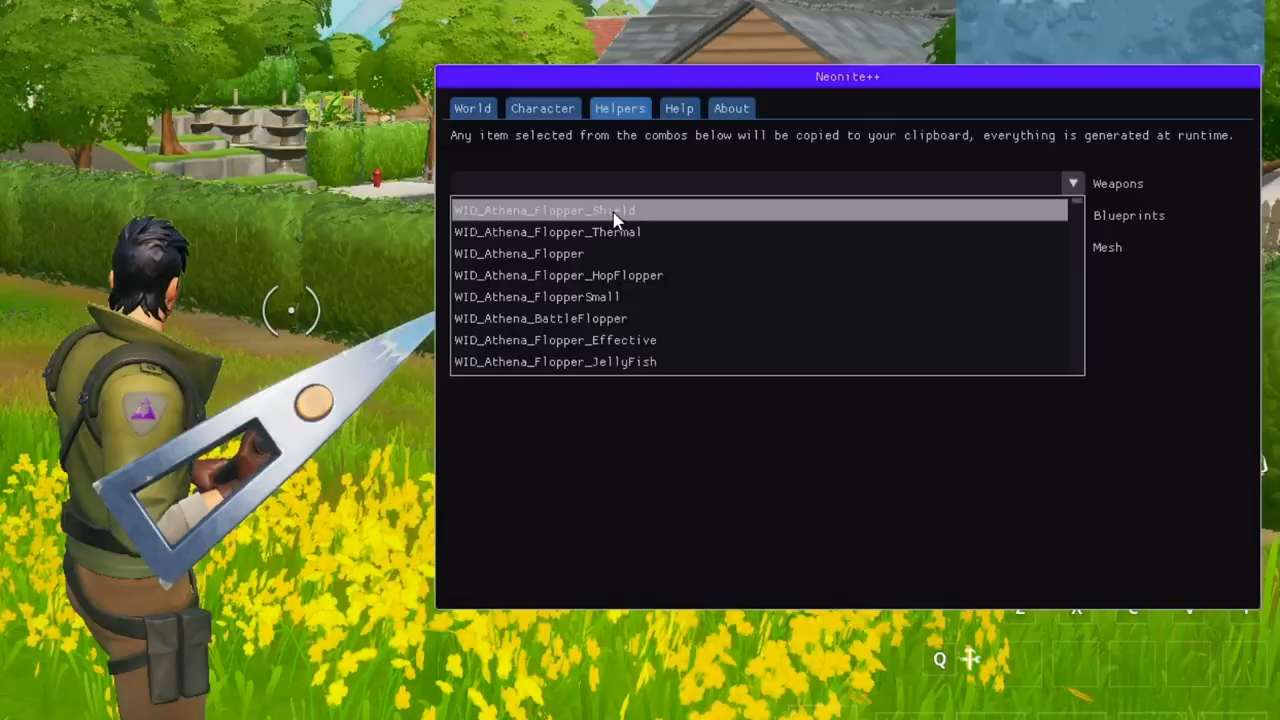 Neonite++
World Character Helpers Help About
Any item selected from the combos below will be copied to your clipboard, everything is generated at runtime.
Weapons
WID_Athena_Flopper_Shield
Blueprints
WID_Athena_Flopper_Thermal
Mesh
WID_Athena_Flopper
WID_Athena_Flopper_HopFlopper
WID_Athena_FlopperSmall
WID_Athena_BattleFlopper
WID_Athena_Flopper_Effective
WID_Athena_Flopper_JellyFish
Q